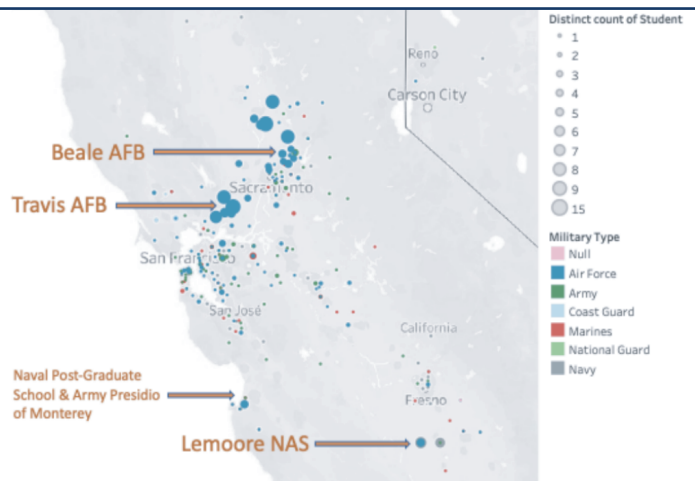 Distinct count of Student
1
2
3
4
5
6
7
8
9
15
Military Type
Null
Air Force
Army
Coast Guard
Marines
National Guard
Navy
Reno
Carson City
Beale AFB
Sacramento
Travis AFB
San Francisco
San José
California
Naval Post-Graduate
School & Army Presidio
of Monterey
Fresno
Lemoore NAS